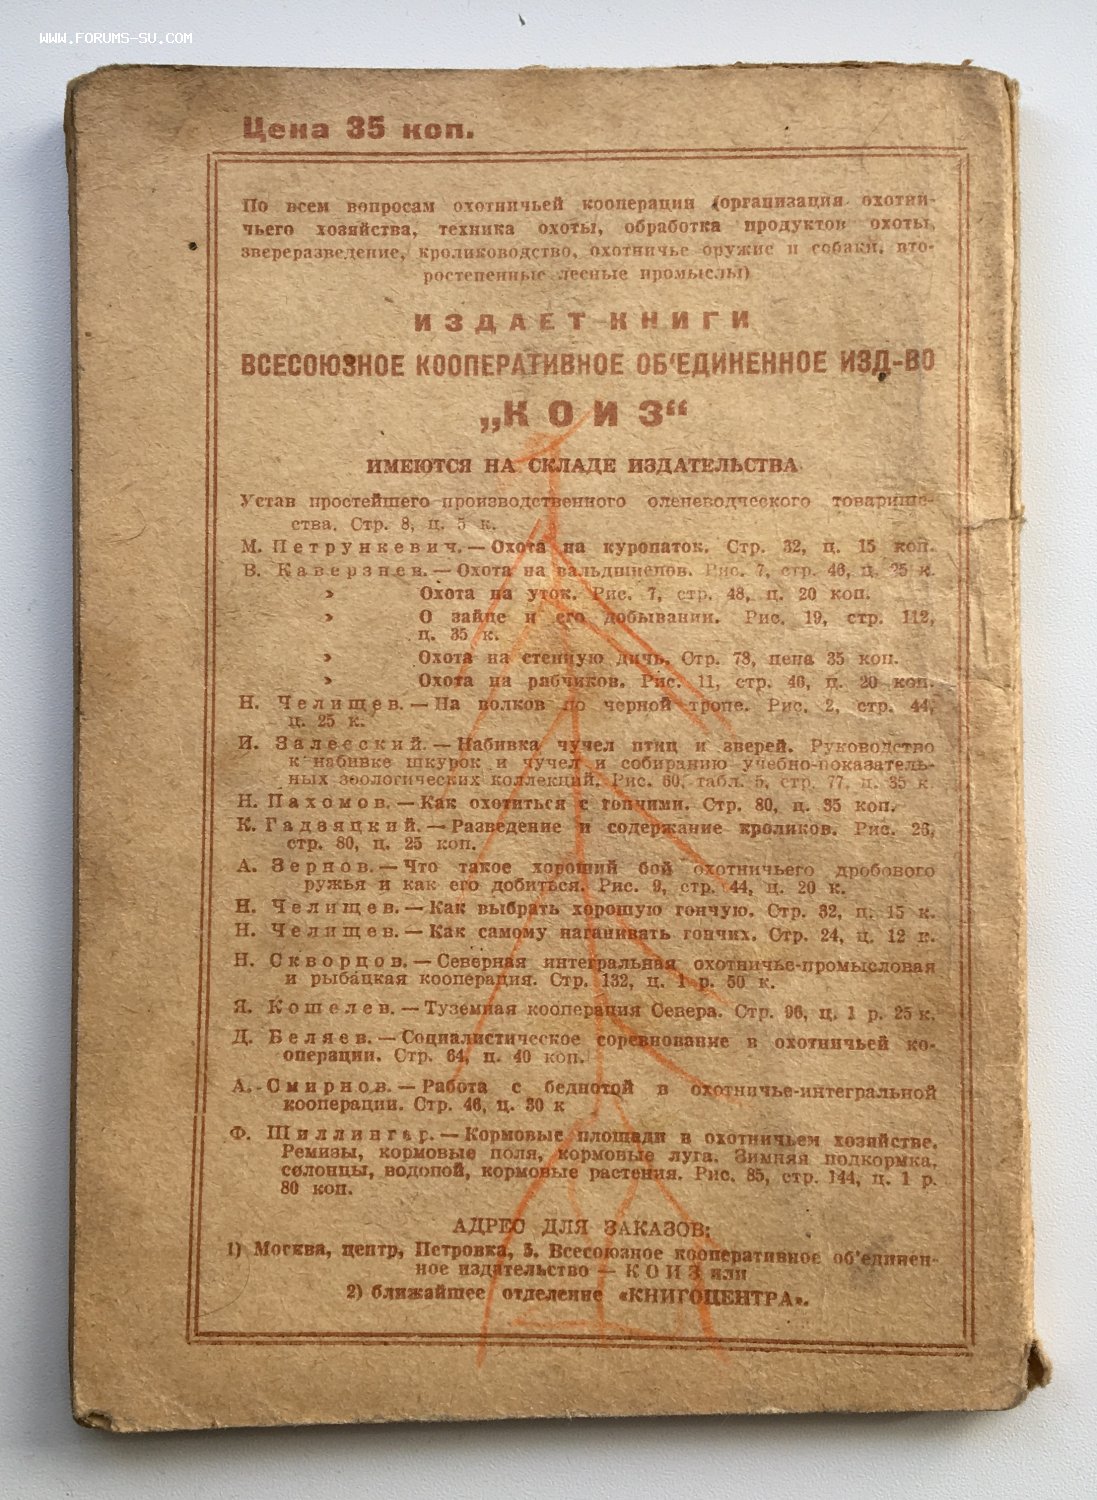 WWW.FORUMS-SU.COM
Цена 35 коп.
По всем вопросам охотничьей кооперации (организация охотни-
чьего хозяйства, техника охоты, обработка продуктов охоты,
звереразведение, кролиководство, охотничье оружие и собаки, вто-
ростепенные лесные промыслы)
ИЗДАЕТ КНИГИ
ВСЕСОЮЗНОЕ КООПЕРАТИВНОЕ ОБ'ЕДИНЕННОЕ ИЗД-ВО
„КОИЗ“
ИМЕЮТСЯ НА СКЛАДЕ ИЗДАТЕЛЬСТВА
Устав простейшего производственного оленеводческого товарище-
ства. Стр. 8, ц. 5 к.
М. Петрункевич. — Охота на куропаток. Стр. 32, ц. 15 коп.
В. Каверзнев. — Охота на вальдшнепов. Рис. 7, стр. 46, ц. 25 к.
» Охота на уток. Рис. 7, стр. 48, ц. 20 коп.
» О зайце и его добывании. Рис. 19, стр. 112,
ц. 35 к.
» Охота на степную дичь. Стр. 73, цена 35 коп.
» Охота на рябчиков. Рис. 11, стр. 46, ц. 20 коп.
Н. Челищев. — На волков по черной тропе. Рис. 2, стр. 44,
ц. 25 к.
И. Залесский. — Набивка чучел птиц и зверей. Руководство
к набивке шкурок и чучел и собиранию учебно-показатель-
ных зоологических коллекций. Рис. 60, табл. 5, стр. 77, ц. 35 к.
Н. Пахомов. — Как охотиться с гончими. Стр. 80, ц. 35 коп.
К. Гадзяцкий. — Разведение и содержание кроликов. Рис. 26,
стр. 80, ц. 25 коп.
А. Зернов. — Что такое хороший бой охотничьего дробового
ружья и как его добиться. Рис. 9, стр. 44, ц. 20 к.
Н. Челищев. — Как выбрать хорошую гончую. Стр. 32, ц. 15 к.
Н. Челищев. — Как самому наганивать гончих. Стр. 24, ц. 12 к.
Н. Скворцов. — Северная интегральная охотничье-промысловая
и рыбацкая кооперация. Стр. 132, ц. 1 р. 50 к.
Я. Кошелев. — Туземная кооперация Севера. Стр. 96, ц. 1 р. 25 к.
Д. Беляев. — Социалистическое соревнование в охотничьей ко-
операции. Стр. 64, ц. 40 коп.
А. Смирнов. — Работа с беднотой в охотничье-интегральной
кооперации. Стр. 46, ц. 30 к
Ф. Шиллингер. — Кормовые площади в охотничьем хозяйстве.
Ремизы, кормовые поля, кормовые луга. Зимняя подкормка,
солонцы, водопой, кормовые растения. Рис. 85, стр. 144, ц. 1 р.
80 коп.
АДРЕС ДЛЯ ЗАКАЗОВ:
1) Москва, центр, Петровка, 5. Всесоюзное кооперативное об'единен-
ное издательство — КОИЗ или
2) ближайшее отделение «КНИГОЦЕНТРА».